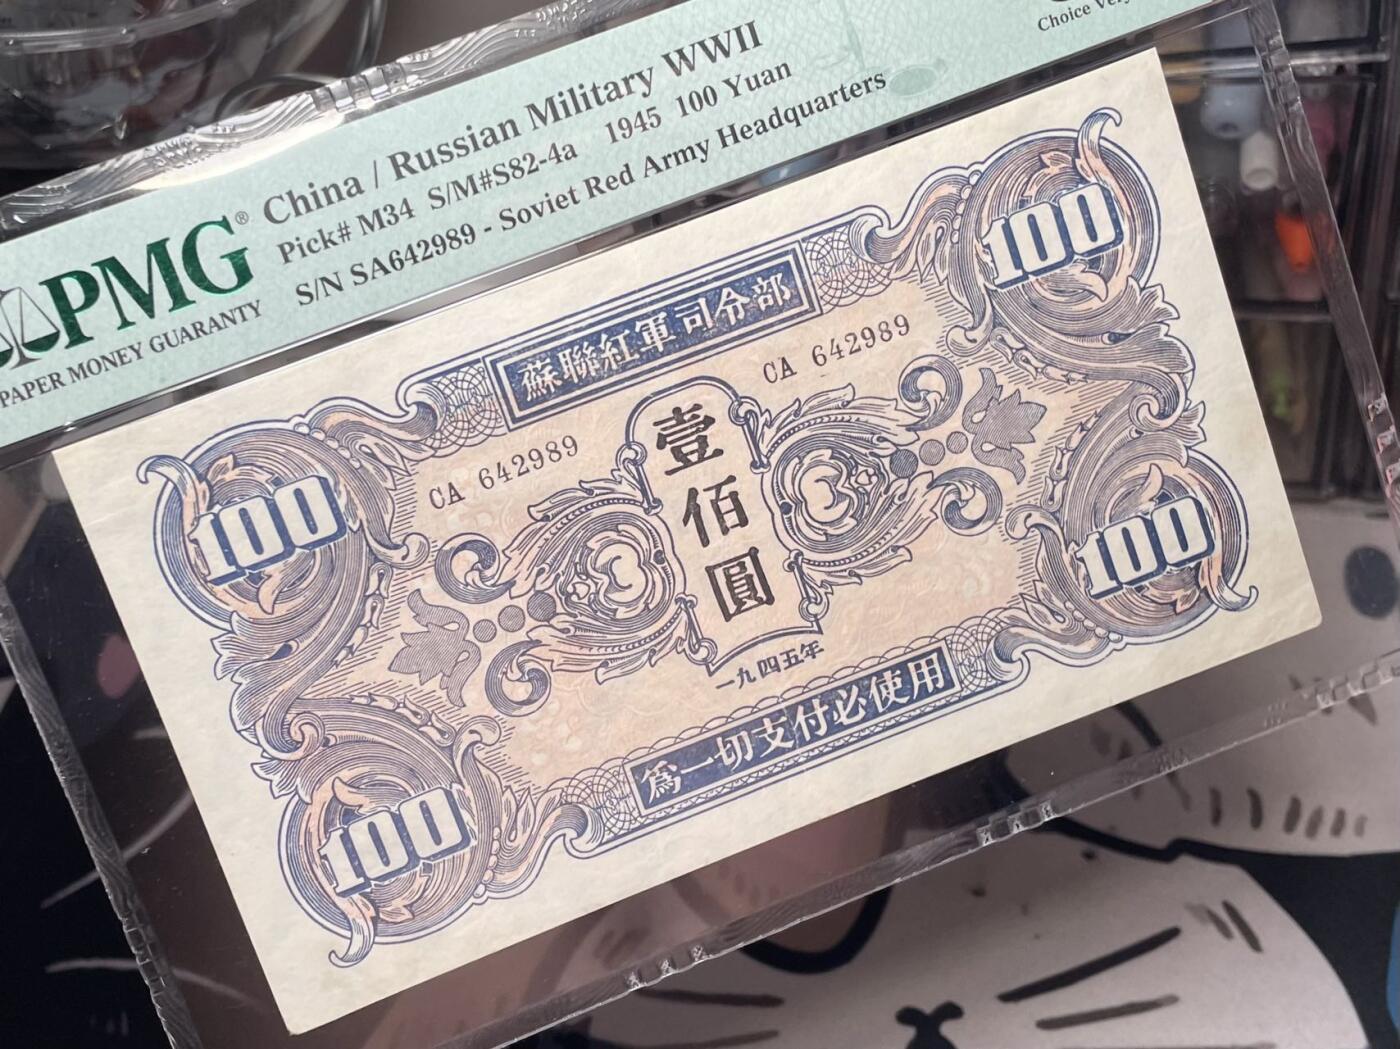 China / Russian Military WWII
Pick# M34 S/M#S82-4a 1945 100 Yuan
S/N SA642989 - Soviet Red Army Headquarters
Choice Very
PMG®
PAPER MONEY GUARANTY
蘇聯紅軍司令部
100
100
CA 642989
CA 642989
壹佰圓
一九四五年
100
100
為一切支付必使用